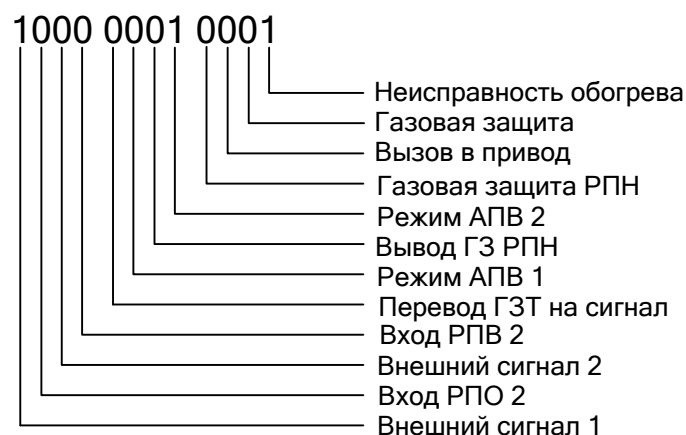 1000 0001 0001
Неисправность обогрева
Газовая защита
Вызов в привод
Газовая защита РПН
Режим АПВ 2
Вывод ГЗ РПН
Режим АПВ 1
Перевод ГЗТ на сигнал
Вход РПВ 2
Внешний сигнал 2
Вход РПО 2
Внешний сигнал 1